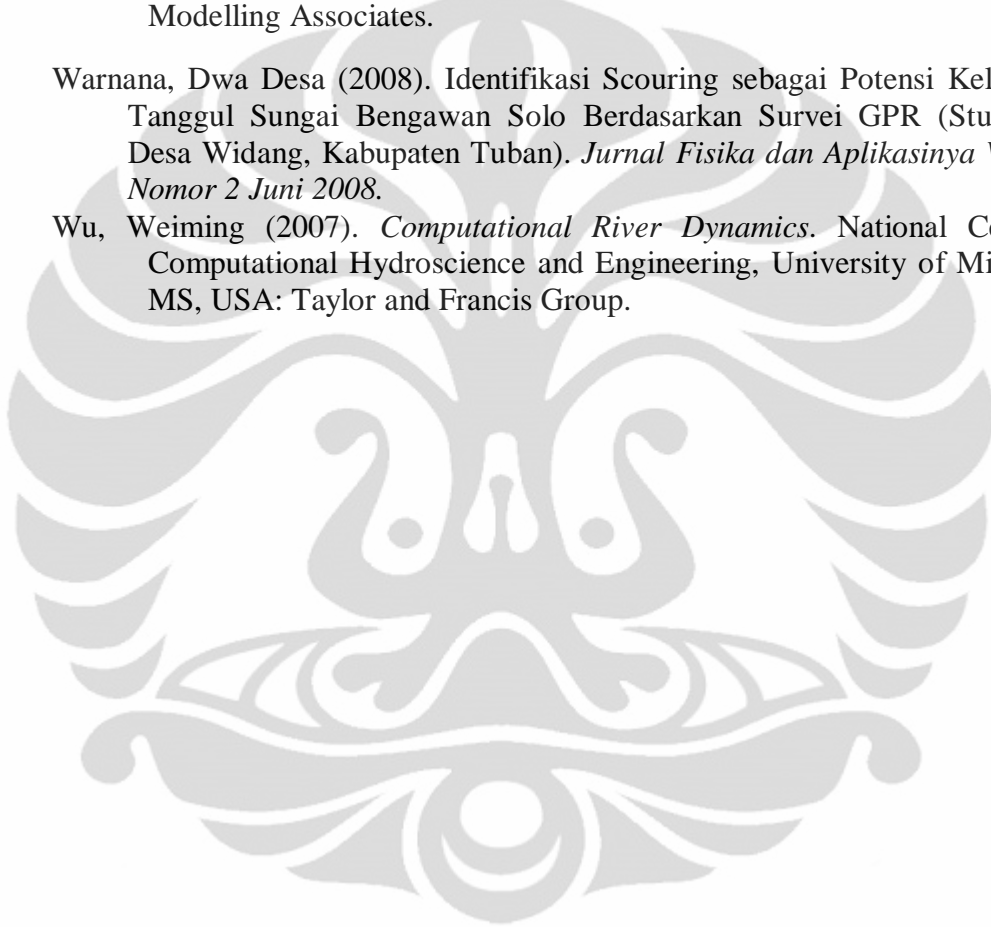 Modelling Associates.
Warnana, Dwa Desa (2008). Identifikasi Scouring sebagai Potensi Kel
Tanggul Sungai Bengawan Solo Berdasarkan Survei GPR (Stu
Desa Widang, Kabupaten Tuban). Jurnal Fisika dan Aplikasinya
Nomor 2 Juni 2008.
Wu, Weiming (2007). Computational River Dynamics. National Ce
Computational Hydroscience and Engineering, University of Mi
MS, USA: Taylor and Francis Group.